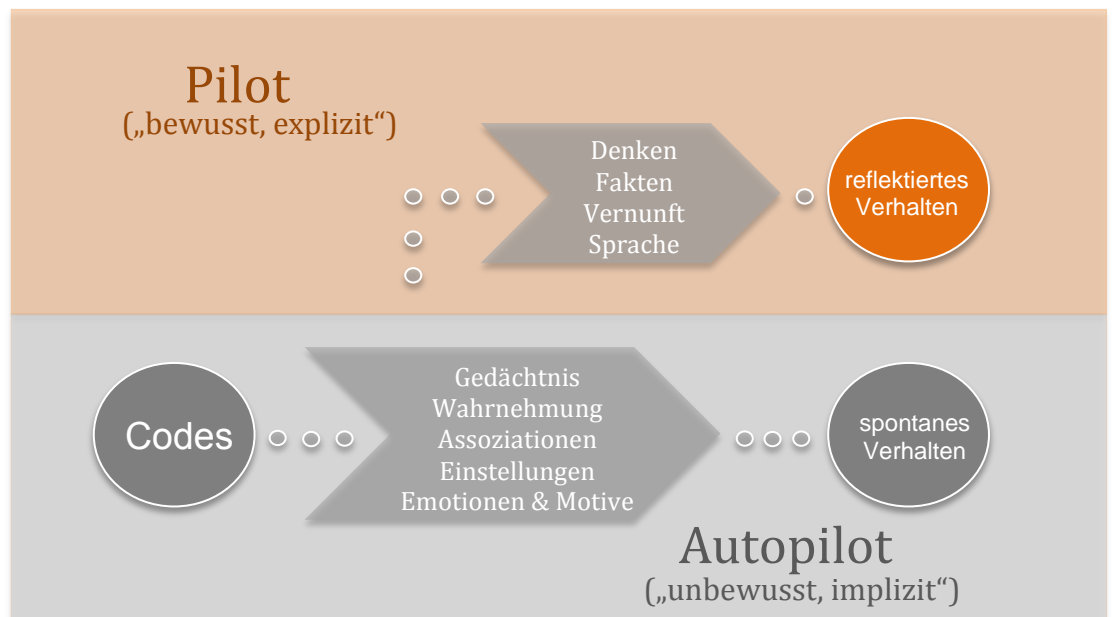 Pilot
(„bewusst, explizit“)
Denken
Fakten
Vernunft
Sprache
reflektiertes
Verhalten
Codes
Gedächtnis
Wahrnehmung
Assoziationen
Einstellungen
Emotionen & Motive
spontanes
Verhalten
Autopilot
(„unbewusst, implizit“)